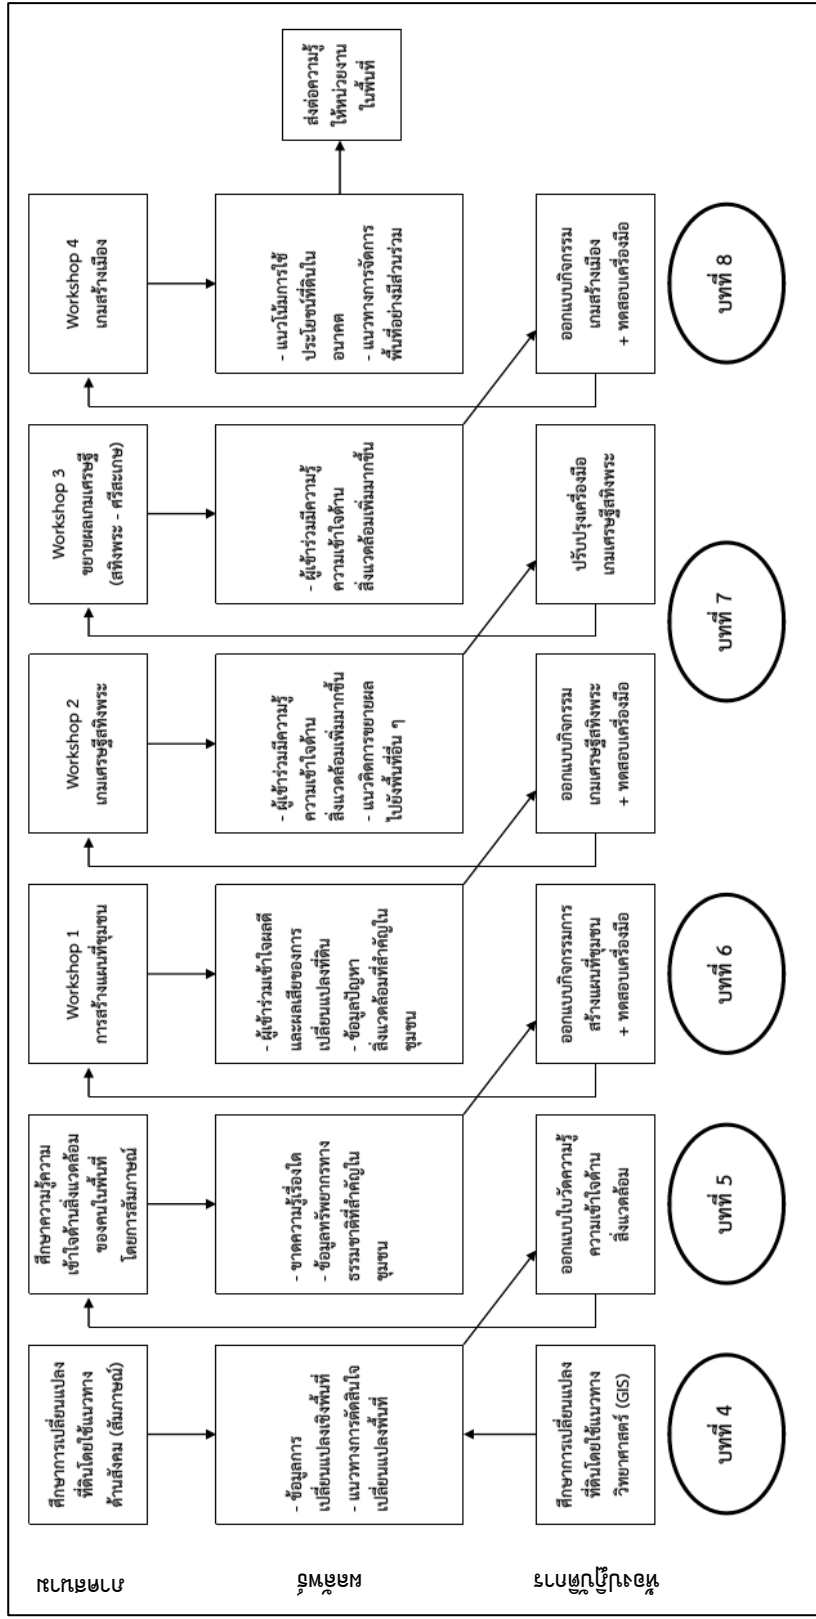 ภาคสนาม
ศึกษาการเปลี่ยนแปลง
ที่ดินโดยใช้แนวทาง
ด้านสังคม (สัมภาษณ์)
ศึกษาความรู้ความ
เข้าใจด้านสิ่งแวดล้อม
ของคนในพื้นที่
โดยการสัมภาษณ์
Workshop 1
การสร้างแผนที่ชุมชน
Workshop 2
เกมเศรษฐีสทิงพระ
Workshop 3
ขยายผลเกมเศรษฐี
(สทิงพระ - ศรีสะเกษ)
Workshop 4
เกมสร้างเมือง
ผลลัพธ์
- ข้อมูลการ
เปลี่ยนแปลงเชิงพื้นที่
- แนวทางการตัดสินใจ
เปลี่ยนแปลงพื้นที่
- ขาดความรู้เรื่องใด
- ข้อมูลทรัพยากรทาง
ธรรมชาติที่สำคัญใน
ชุมชน
- ผู้เข้าร่วมเข้าใจผลดี
และผลเสียของการ
เปลี่ยนแปลงที่ดิน
- ข้อมูลปัญหา
สิ่งแวดล้อมที่สำคัญใน
ชุมชน
- ผู้เข้าร่วมมีความรู้
ความเข้าใจด้าน
สิ่งแวดล้อมเพิ่มมากขึ้น
- แนวคิดการขยายผล
ไปยังพื้นที่อื่น ๆ
- ผู้เข้าร่วมมีความรู้
ความเข้าใจด้าน
สิ่งแวดล้อมเพิ่มมากขึ้น
- แนวโน้มการใช้
ประโยชน์ที่ดินใน
อนาคต
- แนวทางการจัดการ
พื้นที่อย่างมีส่วนร่วม
ส่งต่อความรู้
ให้หน่วยงาน
ในพื้นที่
ห้องปฏิบัติการ
ศึกษาการเปลี่ยนแปลง
ที่ดินโดยใช้แนวทาง
วิทยาศาสตร์ (GIS)
ออกแบบใบวัดความรู้
ความเข้าใจด้าน
สิ่งแวดล้อม
ออกแบบกิจกรรมการ
สร้างแผนที่ชุมชน
+ ทดสอบเครื่องมือ
ออกแบบกิจกรรม
เกมเศรษฐีสทิงพระ
+ ทดสอบเครื่องมือ
ปรับปรุงเครื่องมือ
เกมเศรษฐีสทิงพระ
ออกแบบกิจกรรม
เกมสร้างเมือง
+ ทดสอบเครื่องมือ
บทที่ 4
บทที่ 5
บทที่ 6
บทที่ 7
บทที่ 8